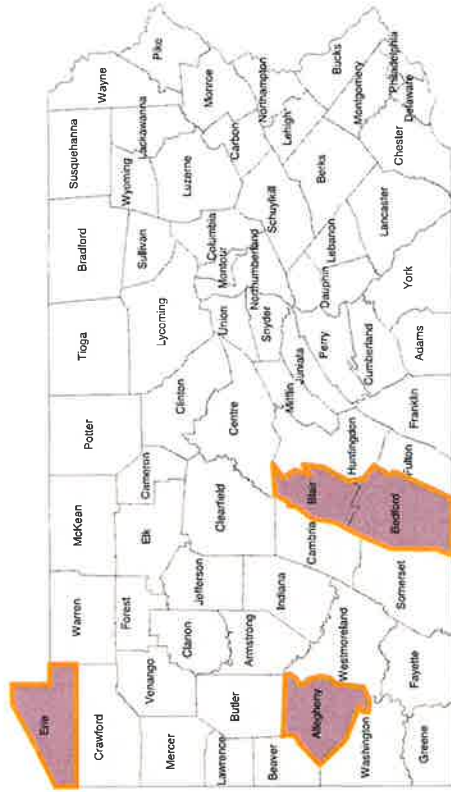 Erie
Crawford
Warren
McKean
Potter
Tioga
Bradford
Susquehanna
Wayne
Pike
Mercer
Venango
Forest
Elk
Cameron
Clinton
Lycoming
Sullivan
Wyoming
Lackawanna
Monroe
Luzerne
Lawrence
Butler
Clarion
Jefferson
Clearfield
Centre
Union
Montour
Columbia
Carbon
Northampton
Beaver
Armstrong
Indiana
Snyder
Northumberland
Schuylkill
Lehigh
Allegheny
Westmoreland
Cambria
Blair
Huntingdon
Mifflin
Juniata
Perry
Dauphin
Lebanon
Berks
Bucks
Montgomery
Philadelphia
Delaware
Washington
Greene
Fayette
Somerset
Bedford
Fulton
Franklin
Cumberland
Adams
York
Lancaster
Chester